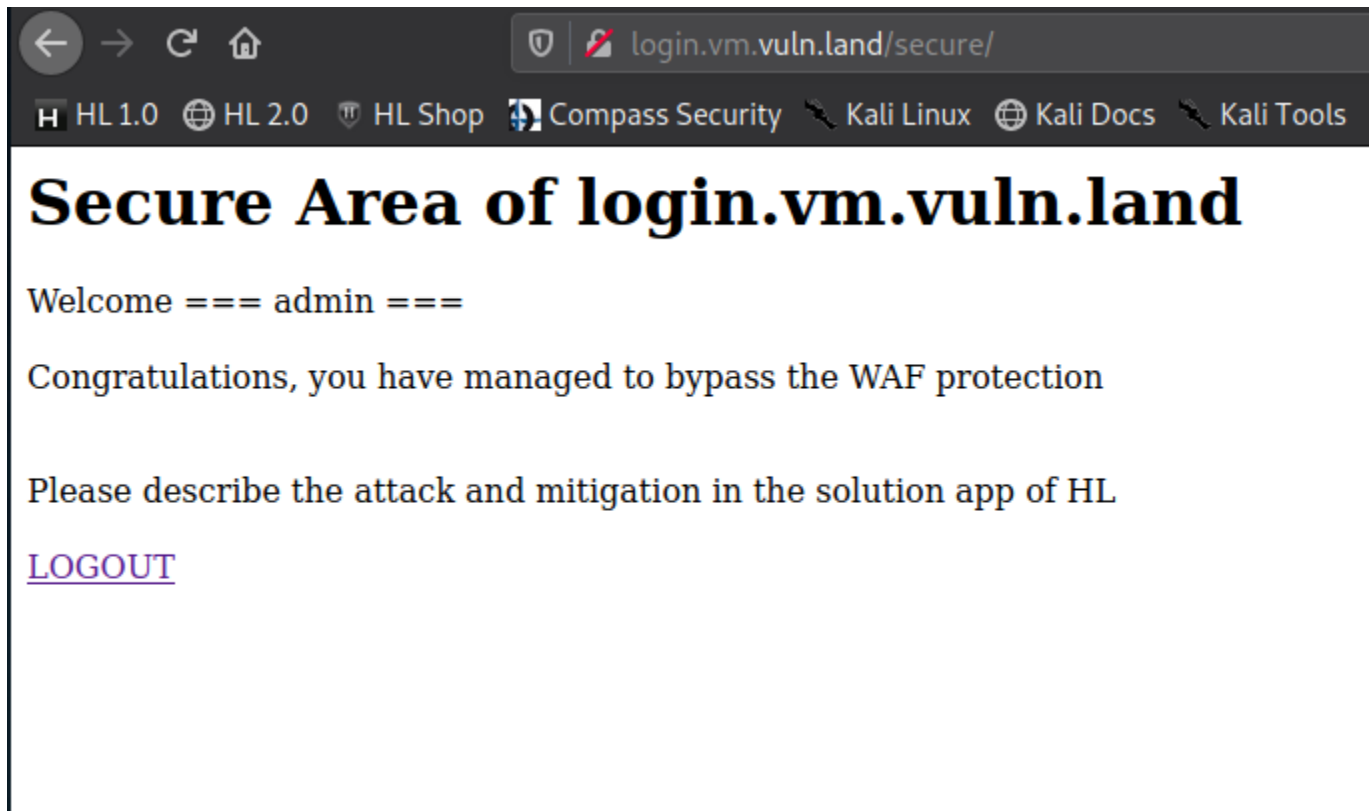 login.vm.vuln.land/secure/
H HL 1.0 HL 2.0 HL Shop Compass Security Kali Linux Kali Docs Kali Tools
Secure Area of login.vm.vuln.land
Welcome === admin ===
Congratulations, you have managed to bypass the WAF protection
Please describe the attack and mitigation in the solution app of HL
LOGOUT